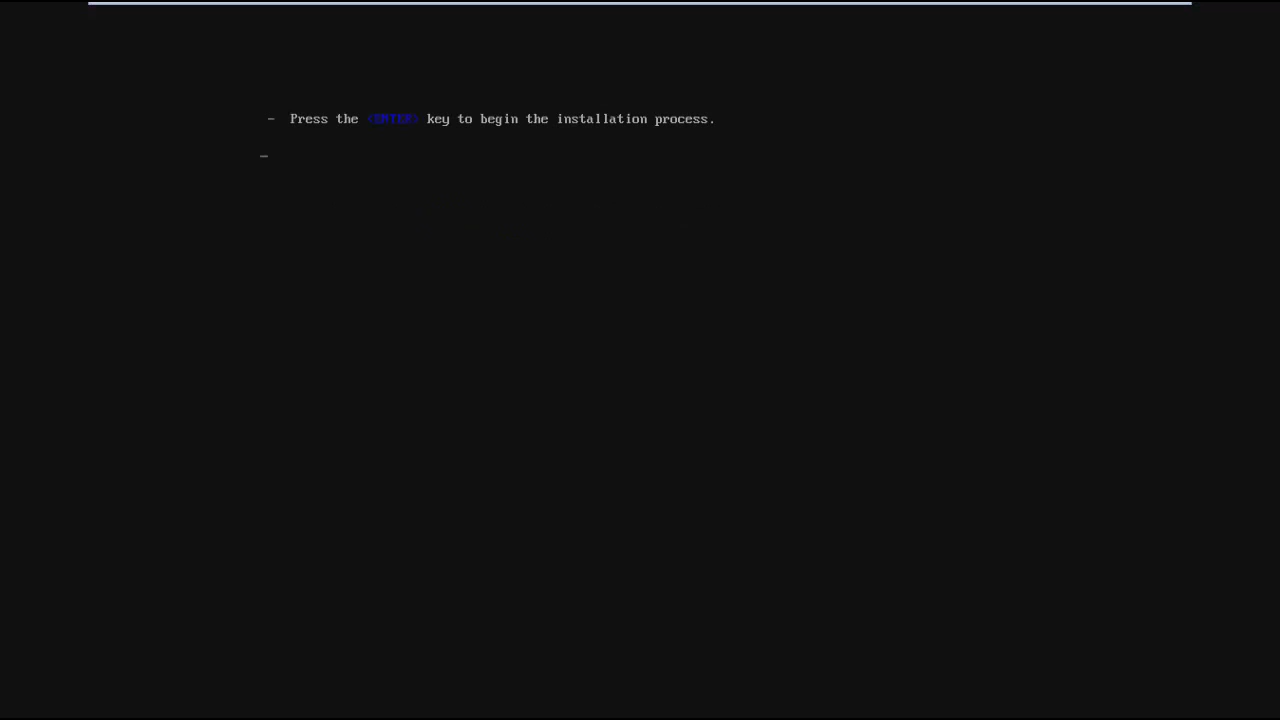 - Press the <ENTER> key to begin the installation process.